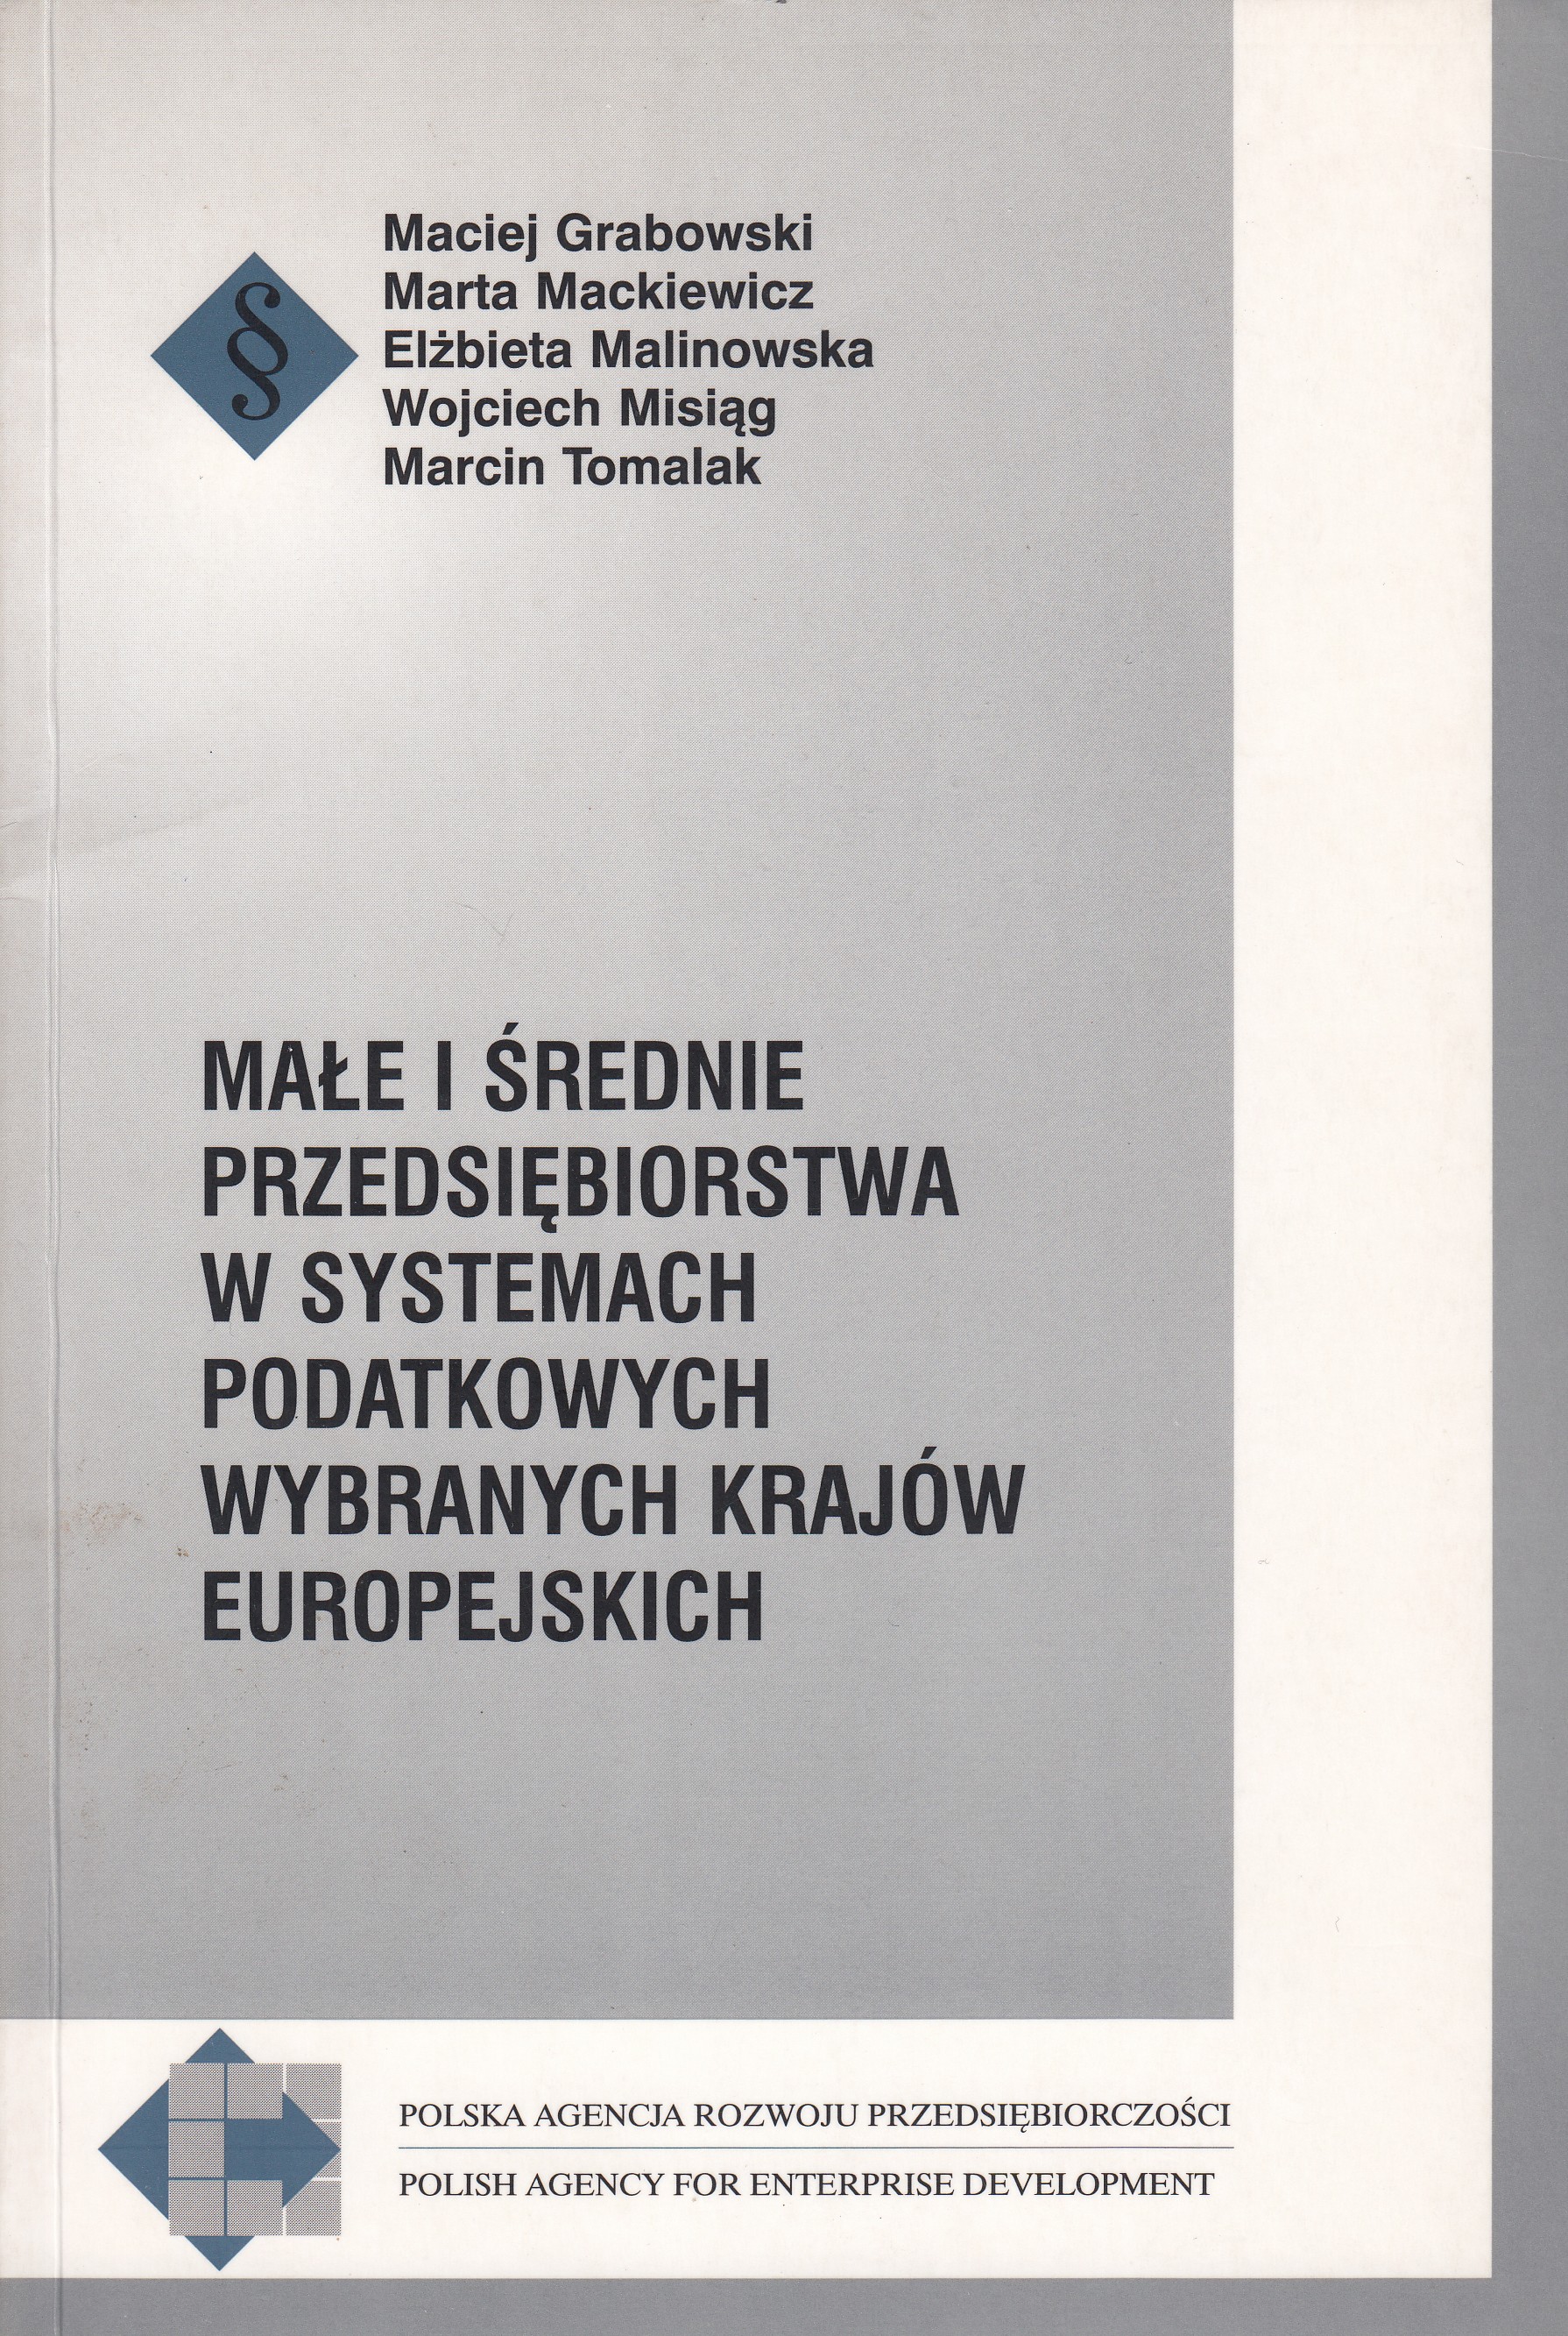 §
Maciej Grabowski
Marta Mackiewicz
Elżbieta Malinowska
Wojciech Misiąg
Marcin Tomalak
MAŁE I ŚREDNIE
PRZEDSIĘBIORSTWA
W SYSTEMACH
PODATKOWYCH
WYBRANYCH KRAJÓW
EUROPEJSKICH
POLSKA AGENCJA ROZWOJU PRZEDSIĘBIORCZOŚCI
POLISH AGENCY FOR ENTERPRISE DEVELOPMENT